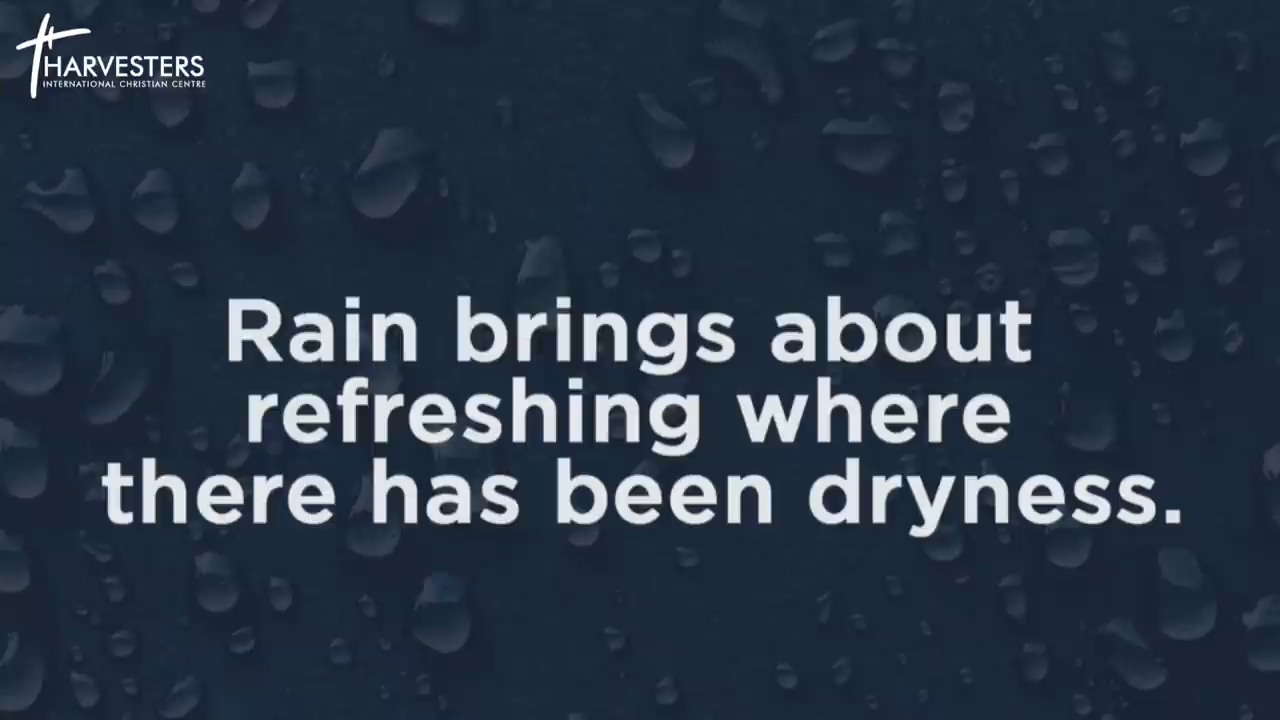 HARVESTERS
INTERNATIONAL CHRISTIAN CENTRE
Rain brings about
refreshing where
there has been dryness.